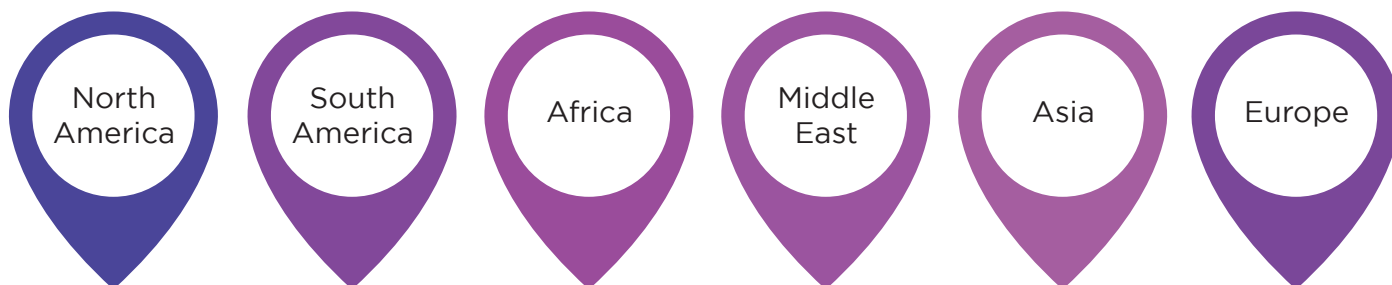 North
America
South
America
Africa
Middle
East
Asia
Europe